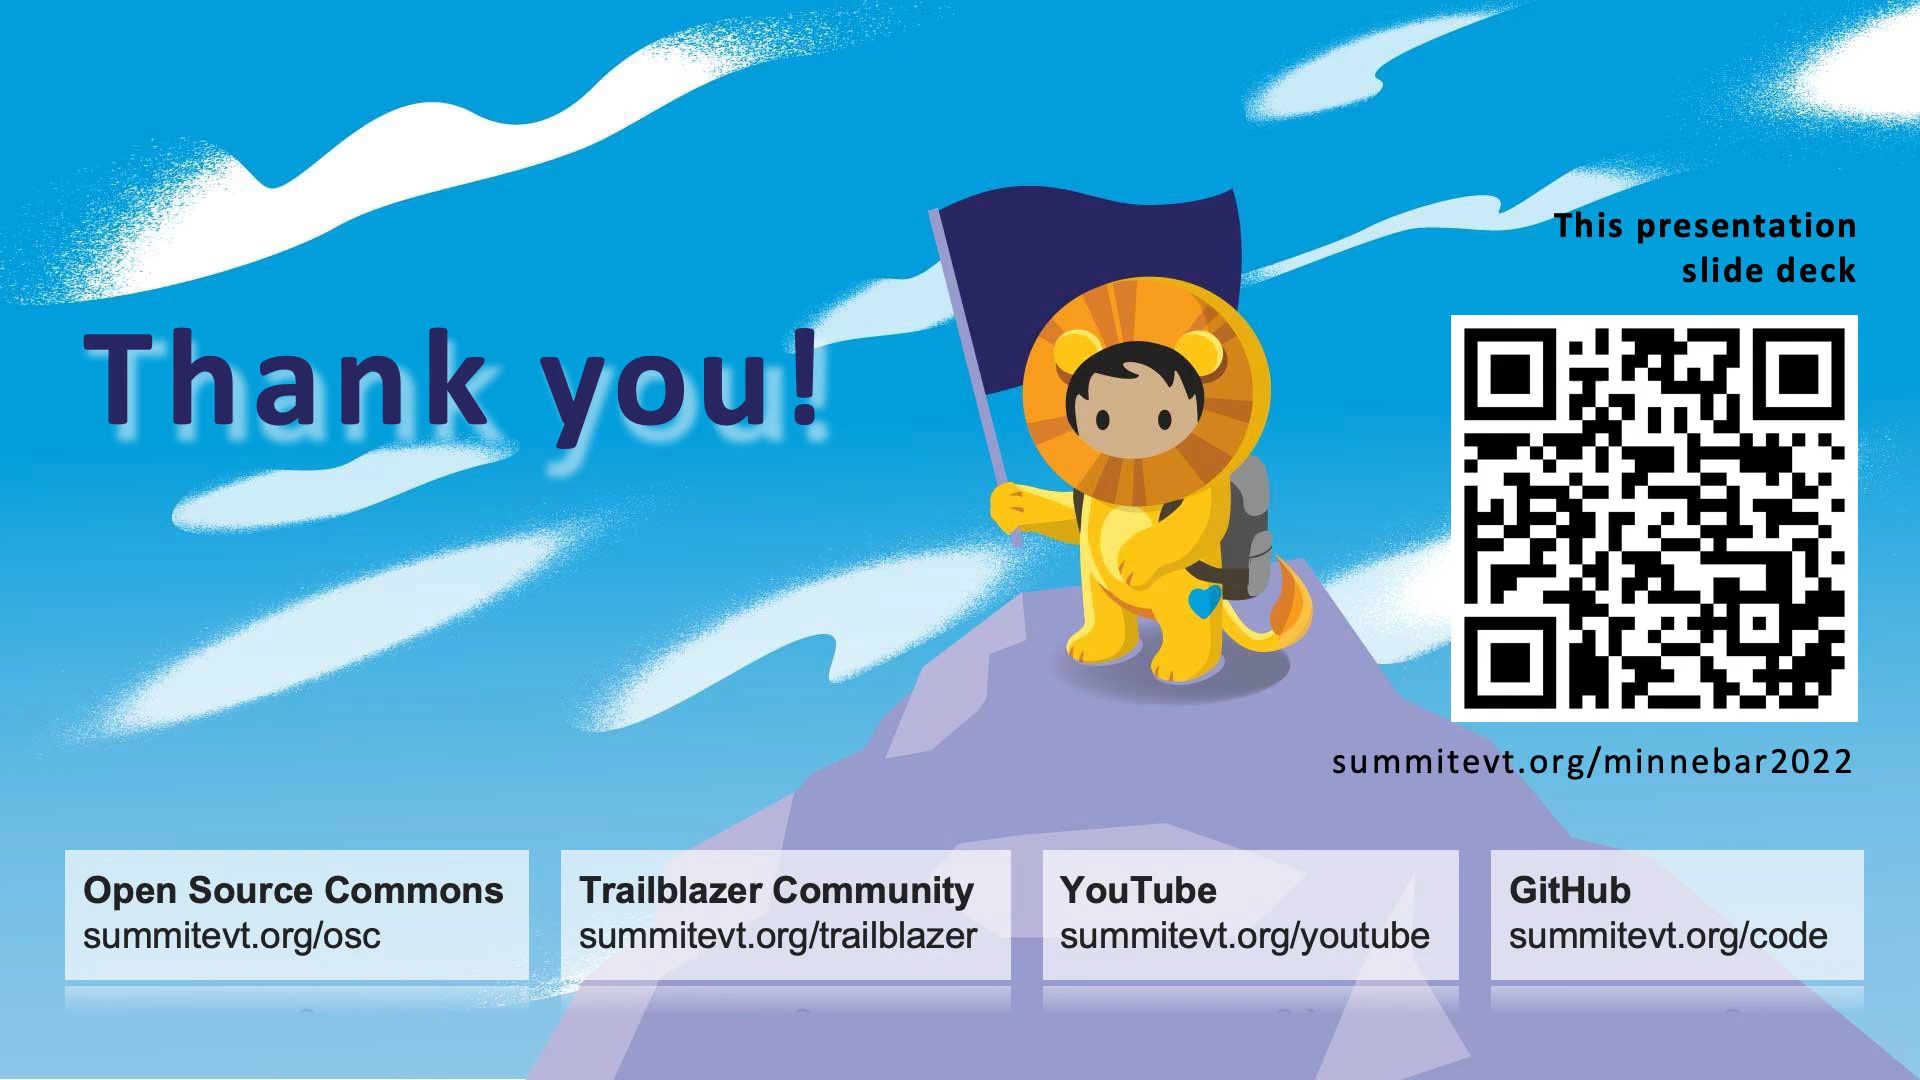 Thank you!
This presentation
slide deck
summitevt.org/minnebar2022
Open Source Commons
summitevt.org/osc
Trailblazer Community
summitevt.org/trailblazer
YouTube
summitevt.org/youtube
GitHub
summitevt.org/code